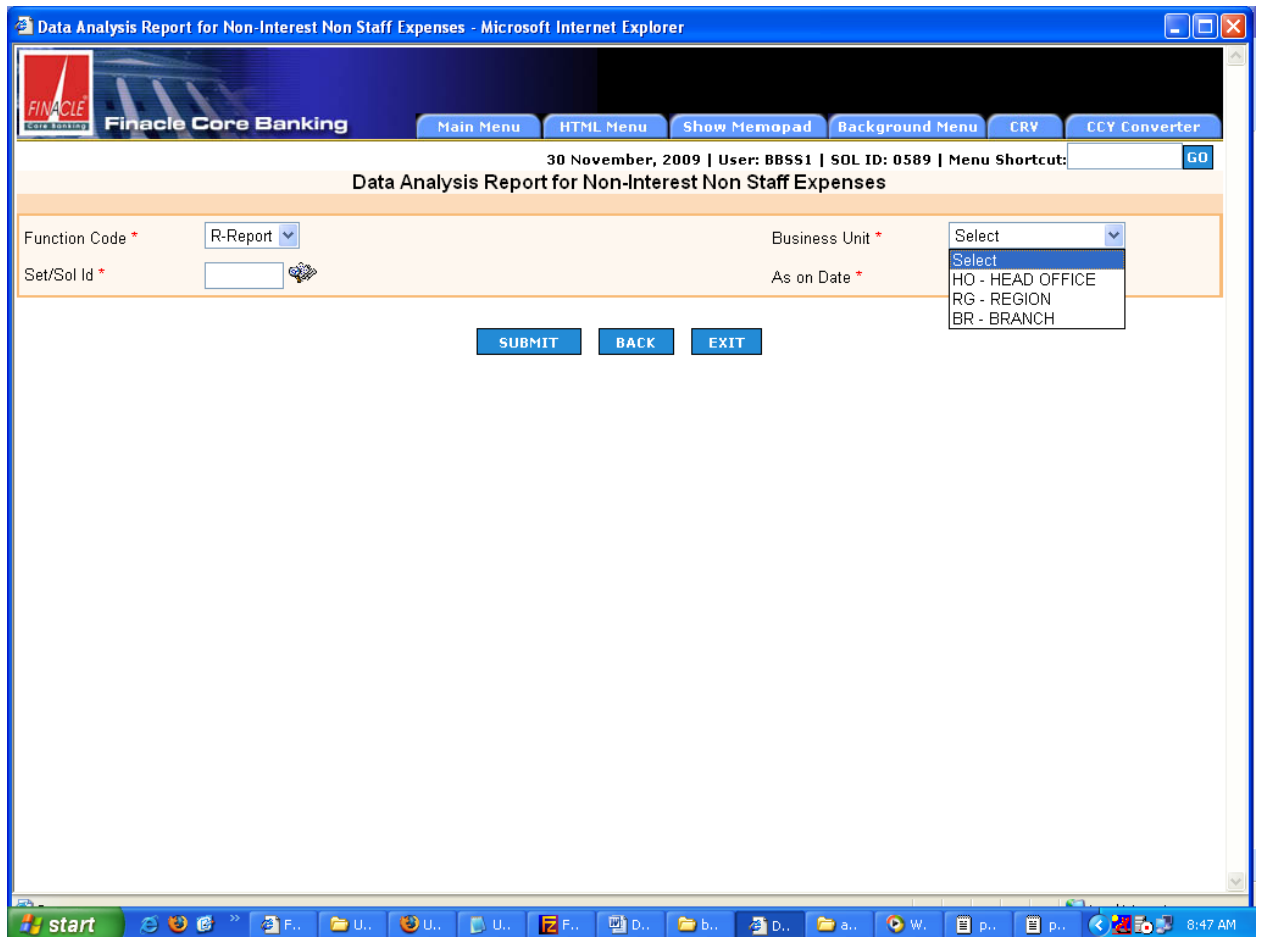 Data Analysis Report for Non-Interest Non Staff Expenses - Microsoft Internet Explorer
FINACLE
Core Banking
Finacle Core Banking
Main Menu HTML Menu Show Memopad Background Menu CRV CCY Converter
30 November, 2009 | User: BBSS1 | SOL ID: 0589 | Menu Shortcut: GO
Data Analysis Report for Non-Interest Non Staff Expenses
Function Code * R-Report Business Unit * Select
Set/Sol Id * As on Date *
Select
HO - HEAD OFFICE
RG - REGION
BR - BRANCH
SUBMIT BACK EXIT
start F.. U.. U.. U.. F.. D.. b.. D.. a.. W. p.. p.. 8:47 AM